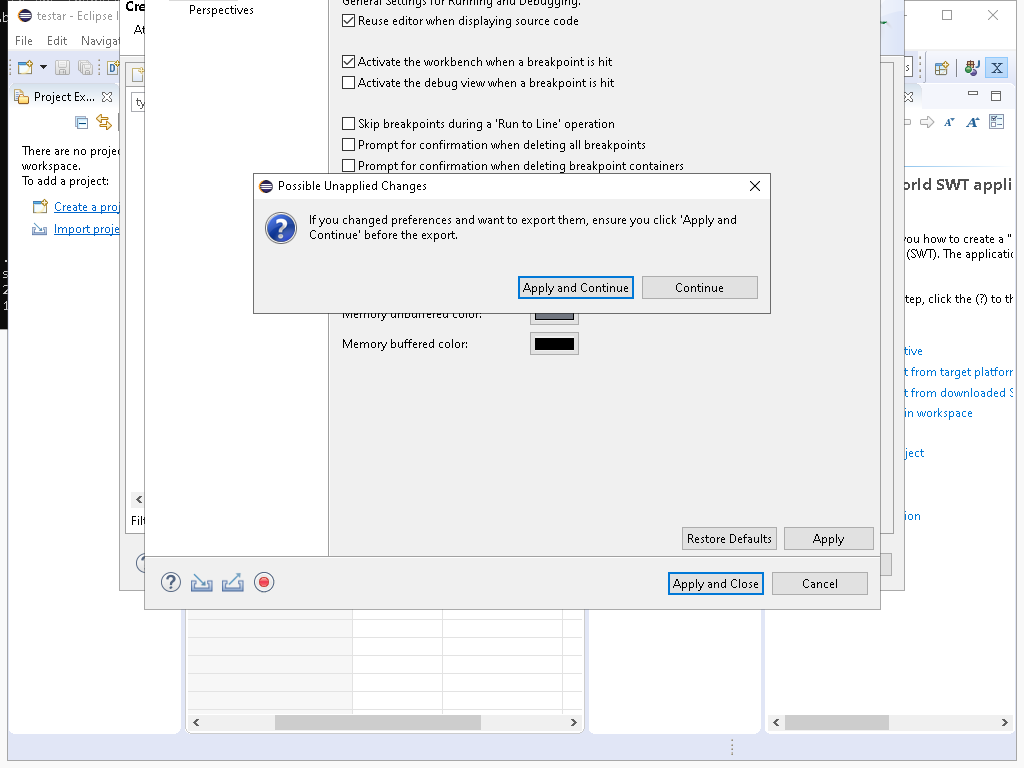 Perspectives
General Settings for Running and Debugging.
Reuse editor when displaying source code
Activate the workbench when a breakpoint is hit
Activate the debug view when a breakpoint is hit
Skip breakpoints during a 'Run to Line' operation
Prompt for confirmation when deleting all breakpoints
Prompt for confirmation when deleting breakpoint containers
testar - Eclipse I
File Edit Navigat
Cre
At
Project Ex...
ty
There are no proje
workspace.
To add a project:
Create a proj
Import proje
Possible Unapplied Changes
If you changed preferences and want to export them, ensure you click 'Apply and
Continue' before the export.
Apply and Continue Continue
Memory unbuffered color:
Memory buffered color:
Restore Defaults Apply
Apply and Close Cancel
Filt
orld SWT appli
you how to create a "
(SWT). The applicatio
tep, click the (?) to th
tive
t from target platform
t from downloaded S
in workspace
ject
ion